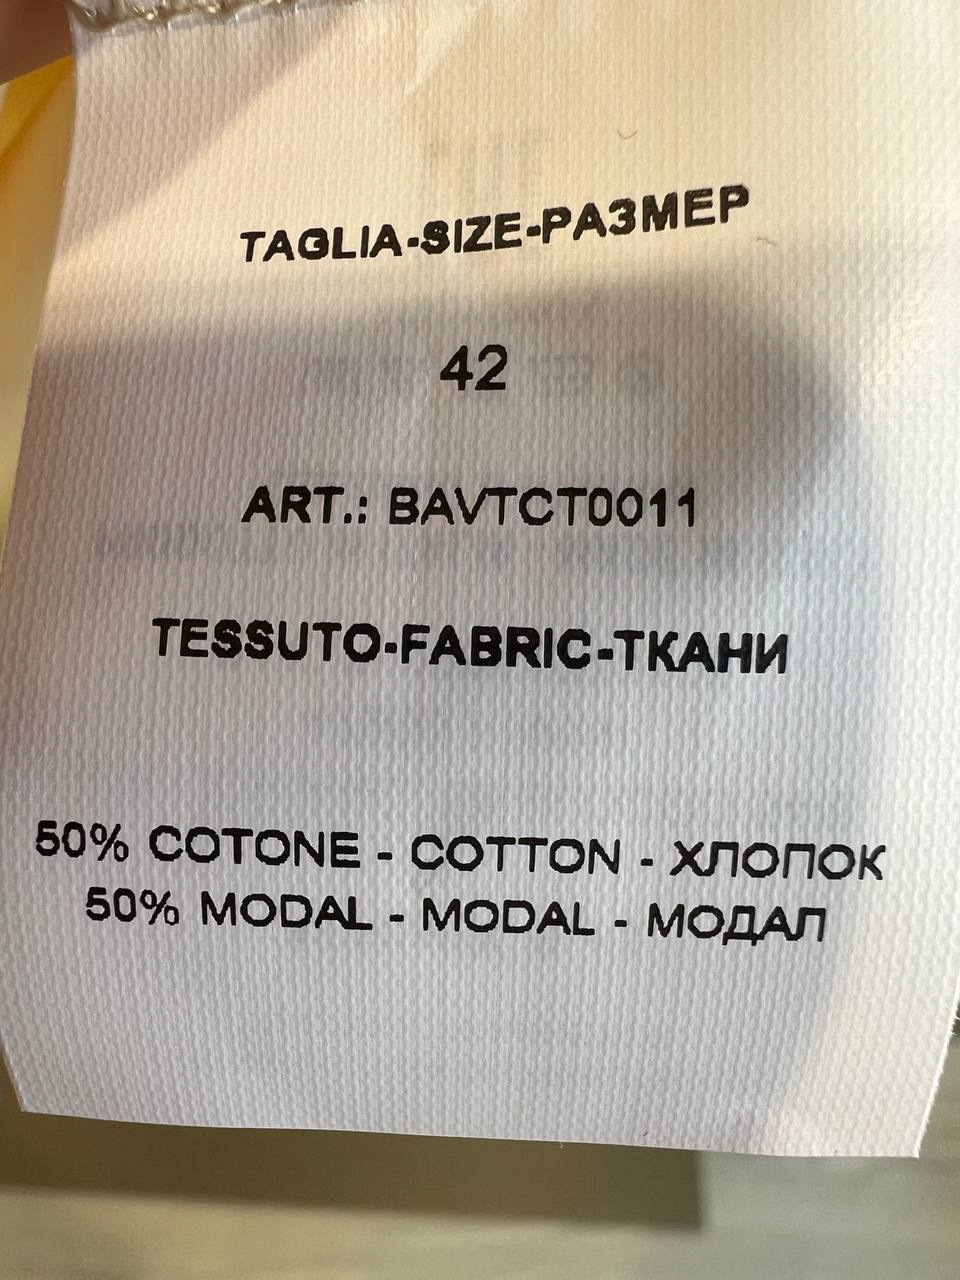 TAGLIA-SIZE-РАЗМЕР
42
ART.: BAVTCT0011
TESSUTO-FABRIC-ТКАНИ
50% COTONE - COTTON - ХЛОПОК
50% MODAL - MODAL - МОДАЛ